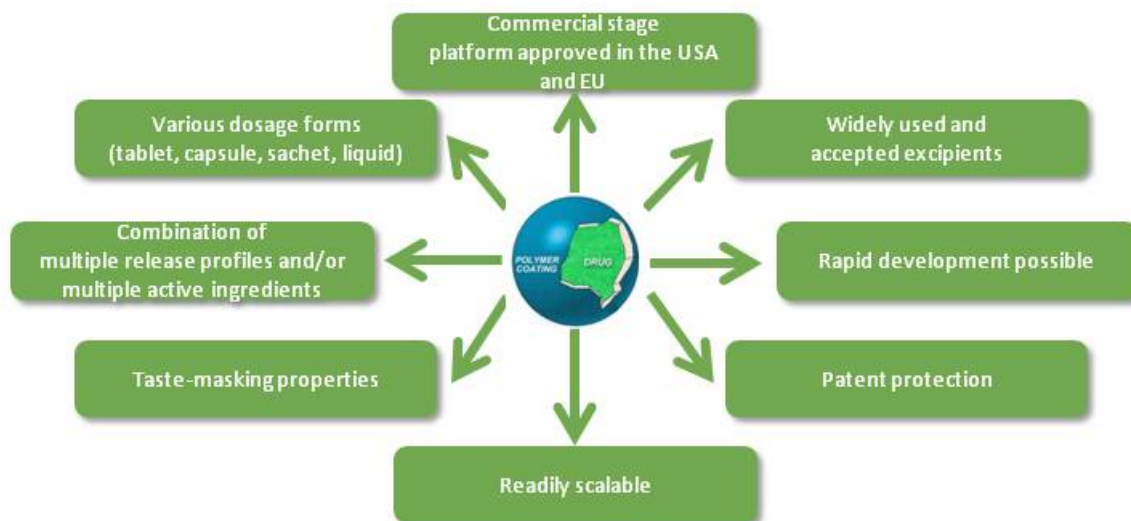 Commercial stage
platform approved in the USA
and EU
Various dosage forms
(tablet, capsule, sachet, liquid)
Widely used and
accepted excipients
Combination of
multiple release profiles and/or
multiple active ingredients
POLYMER
COATING
DRUG
Rapid development possible
Taste-masking properties
Patent protection
Readily scalable